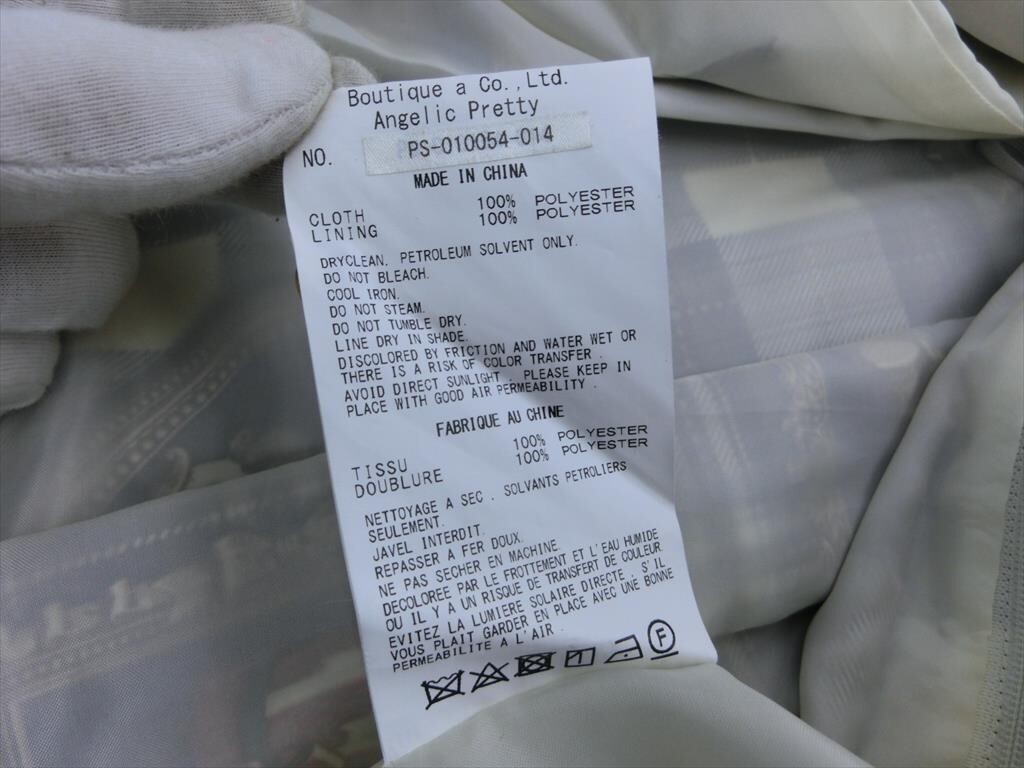 Boutique a Co.,Ltd.
Angelic Pretty
NO. PS-010054-014
MADE IN CHINA
CLOTH 100% POLYESTER
LINING 100% POLYESTER
DRYCLEAN. PETROLEUM SOLVENT ONLY.
DO NOT BLEACH.
COOL IRON.
DO NOT STEAM.
DO NOT TUMBLE DRY.
LINE DRY IN SHADE.
DISCOLORED BY FRICTION AND WATER WET OR
THERE IS A RISK OF COLOR TRANSFER .
AVOID DIRECT SUNLIGHT . PLEASE KEEP IN
PLACE WITH GOOD AIR PERMEABILITY .
FABRIQUE AU CHINE
TISSU 100% POLYESTER
DOUBLURE 100% POLYESTER
NETTOYAGE A SEC . SOLVANTS PETROLIERS
SEULEMENT.
JAVEL INTERDIT.
REPASSER A FER DOUX.
NE PAS SECHER EN MACHINE.
DECOLOREE PAR LE FROTTEMENT ET L'EAU HUMIDE
OU IL Y A UN RISQUE DE TRANSFERT DE COULEUR.
EVITEZ LA LUMIERE SOLAIRE DIRECTE . S'IL
VOUS PLAIT GARDER EN PLACE AVEC UNE BONNE
PERMEABILITE A L'AIR .
F